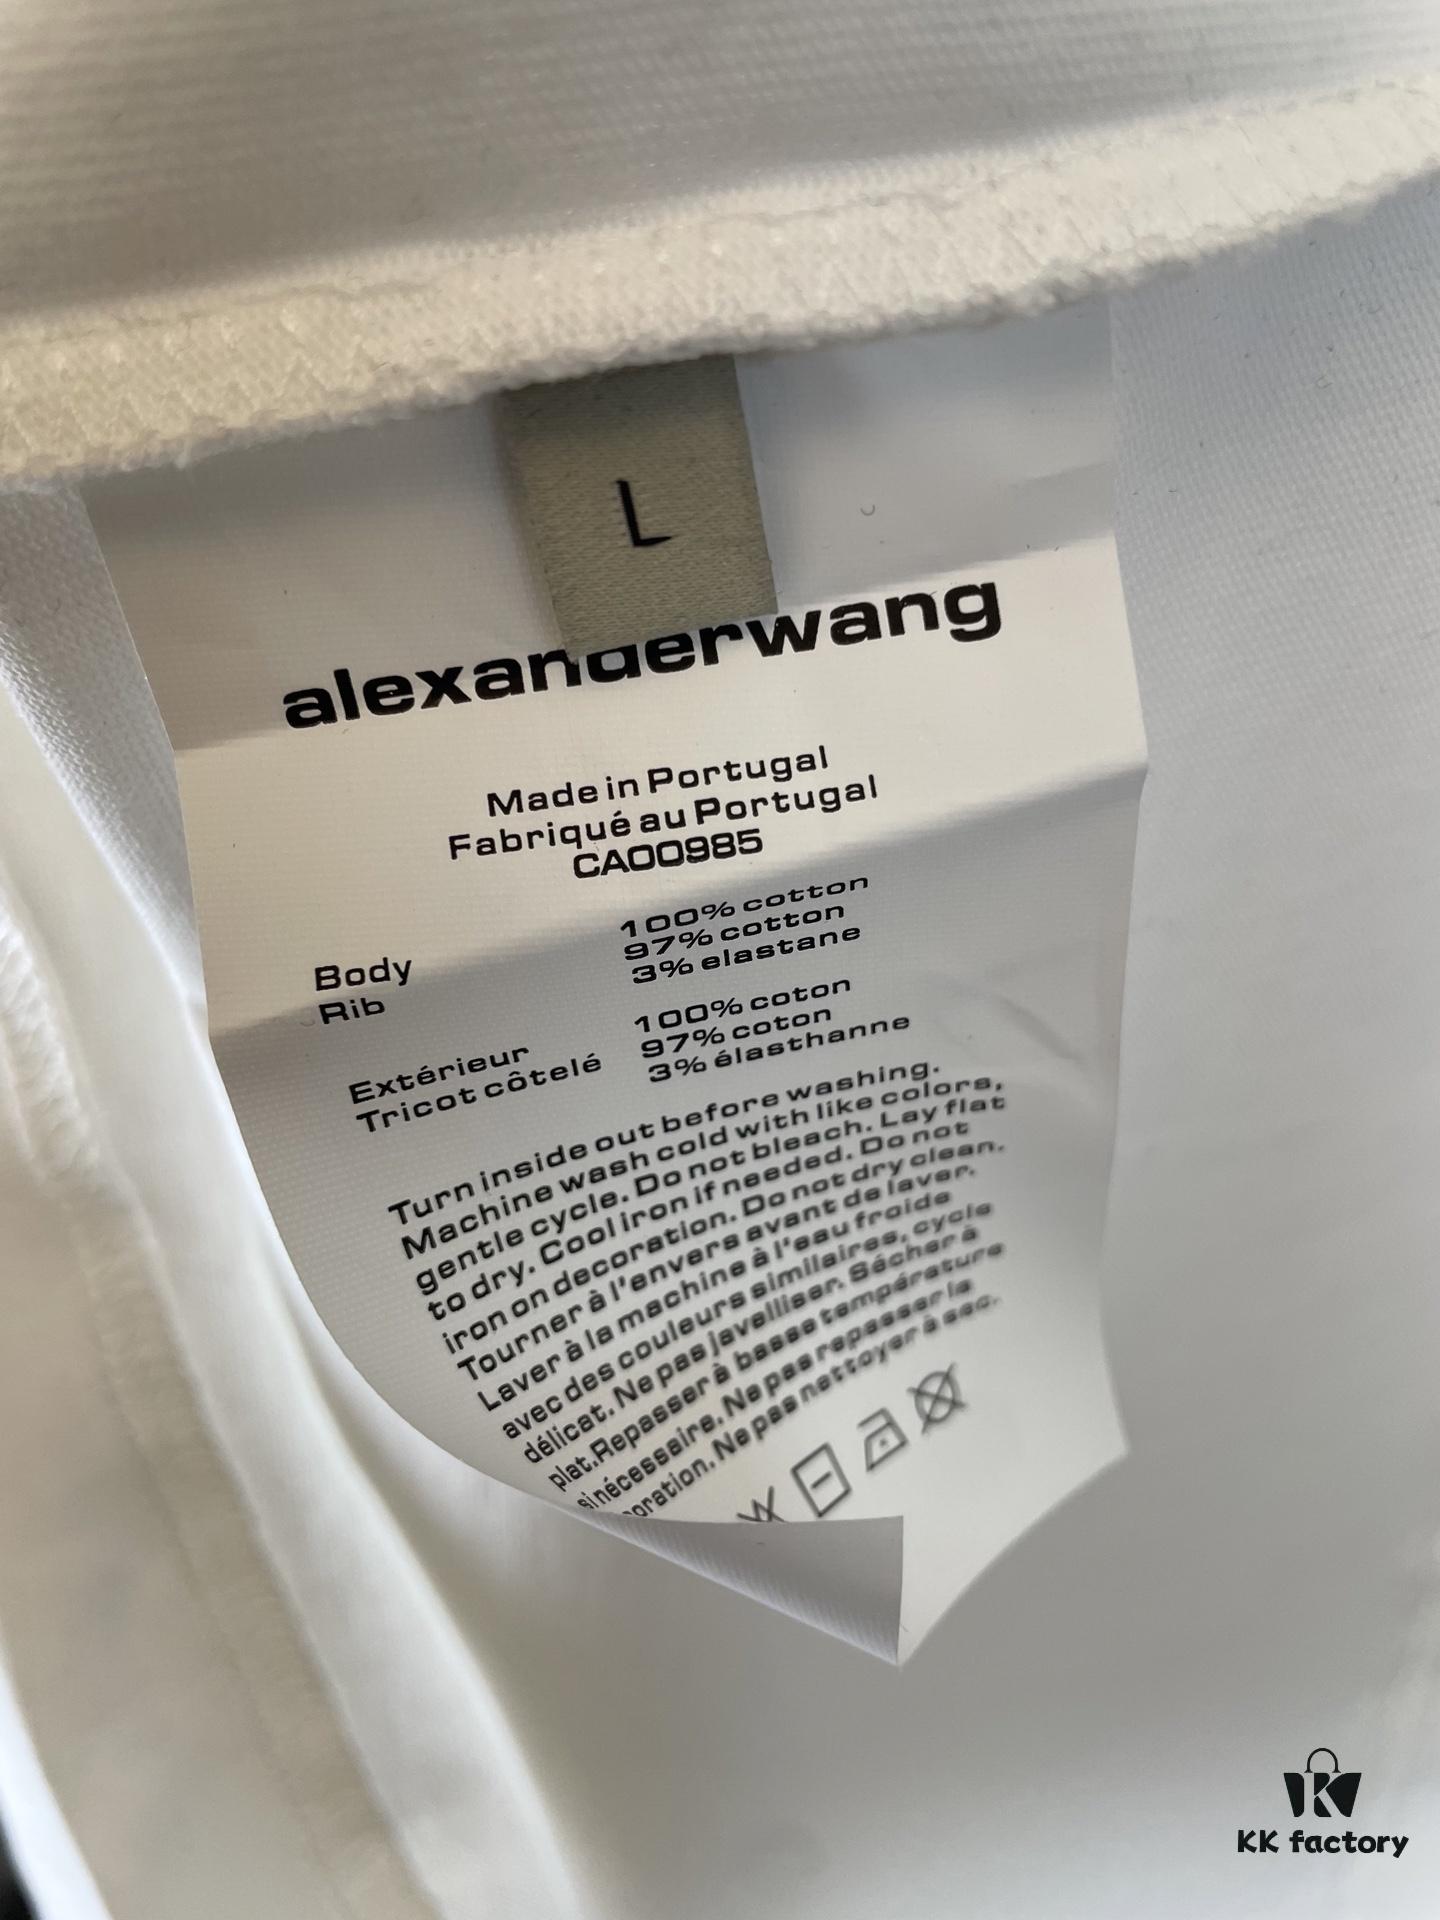 L
alexanderwang
Made in Portugal
Fabriqué au Portugal
CA00985
100% cotton
97% cotton
3% elastane
Body
Rib
100% coton
97% coton
3% élasthanne
Extérieur
Tricot côtelé
Turn inside out before washing.
Machine wash cold with like colors,
gentle cycle. Do not bleach. Lay flat
to dry. Cool iron if needed. Do not
iron on decoration. Do not dry clean.
Tourner à l'envers avant de laver.
Laver à la machine à l'eau froide
avec des couleurs similaires, cycle
délicat. Ne pas javelliser. Sécher à
plat. Repasser à basse température
si nécessaire. Ne pas repasser la
oration. Ne pas nettoyer à sec.
KK factory